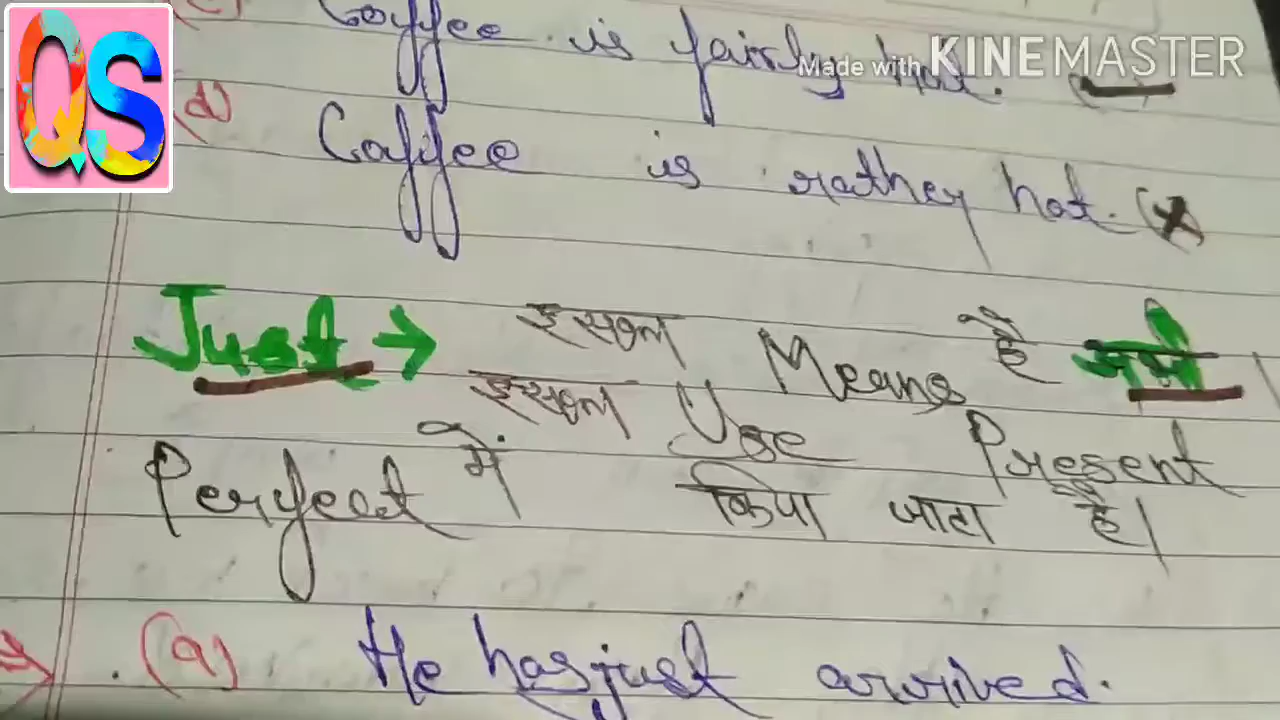 QS
Made with KINEMASTER
(c) Coffee is fairly hot.
(d) Coffee is rather hot. (×)
Just → इसका Means है अभी।
इसका Use Present
Perfect में किया जाता है।
(a) He has just arrived.